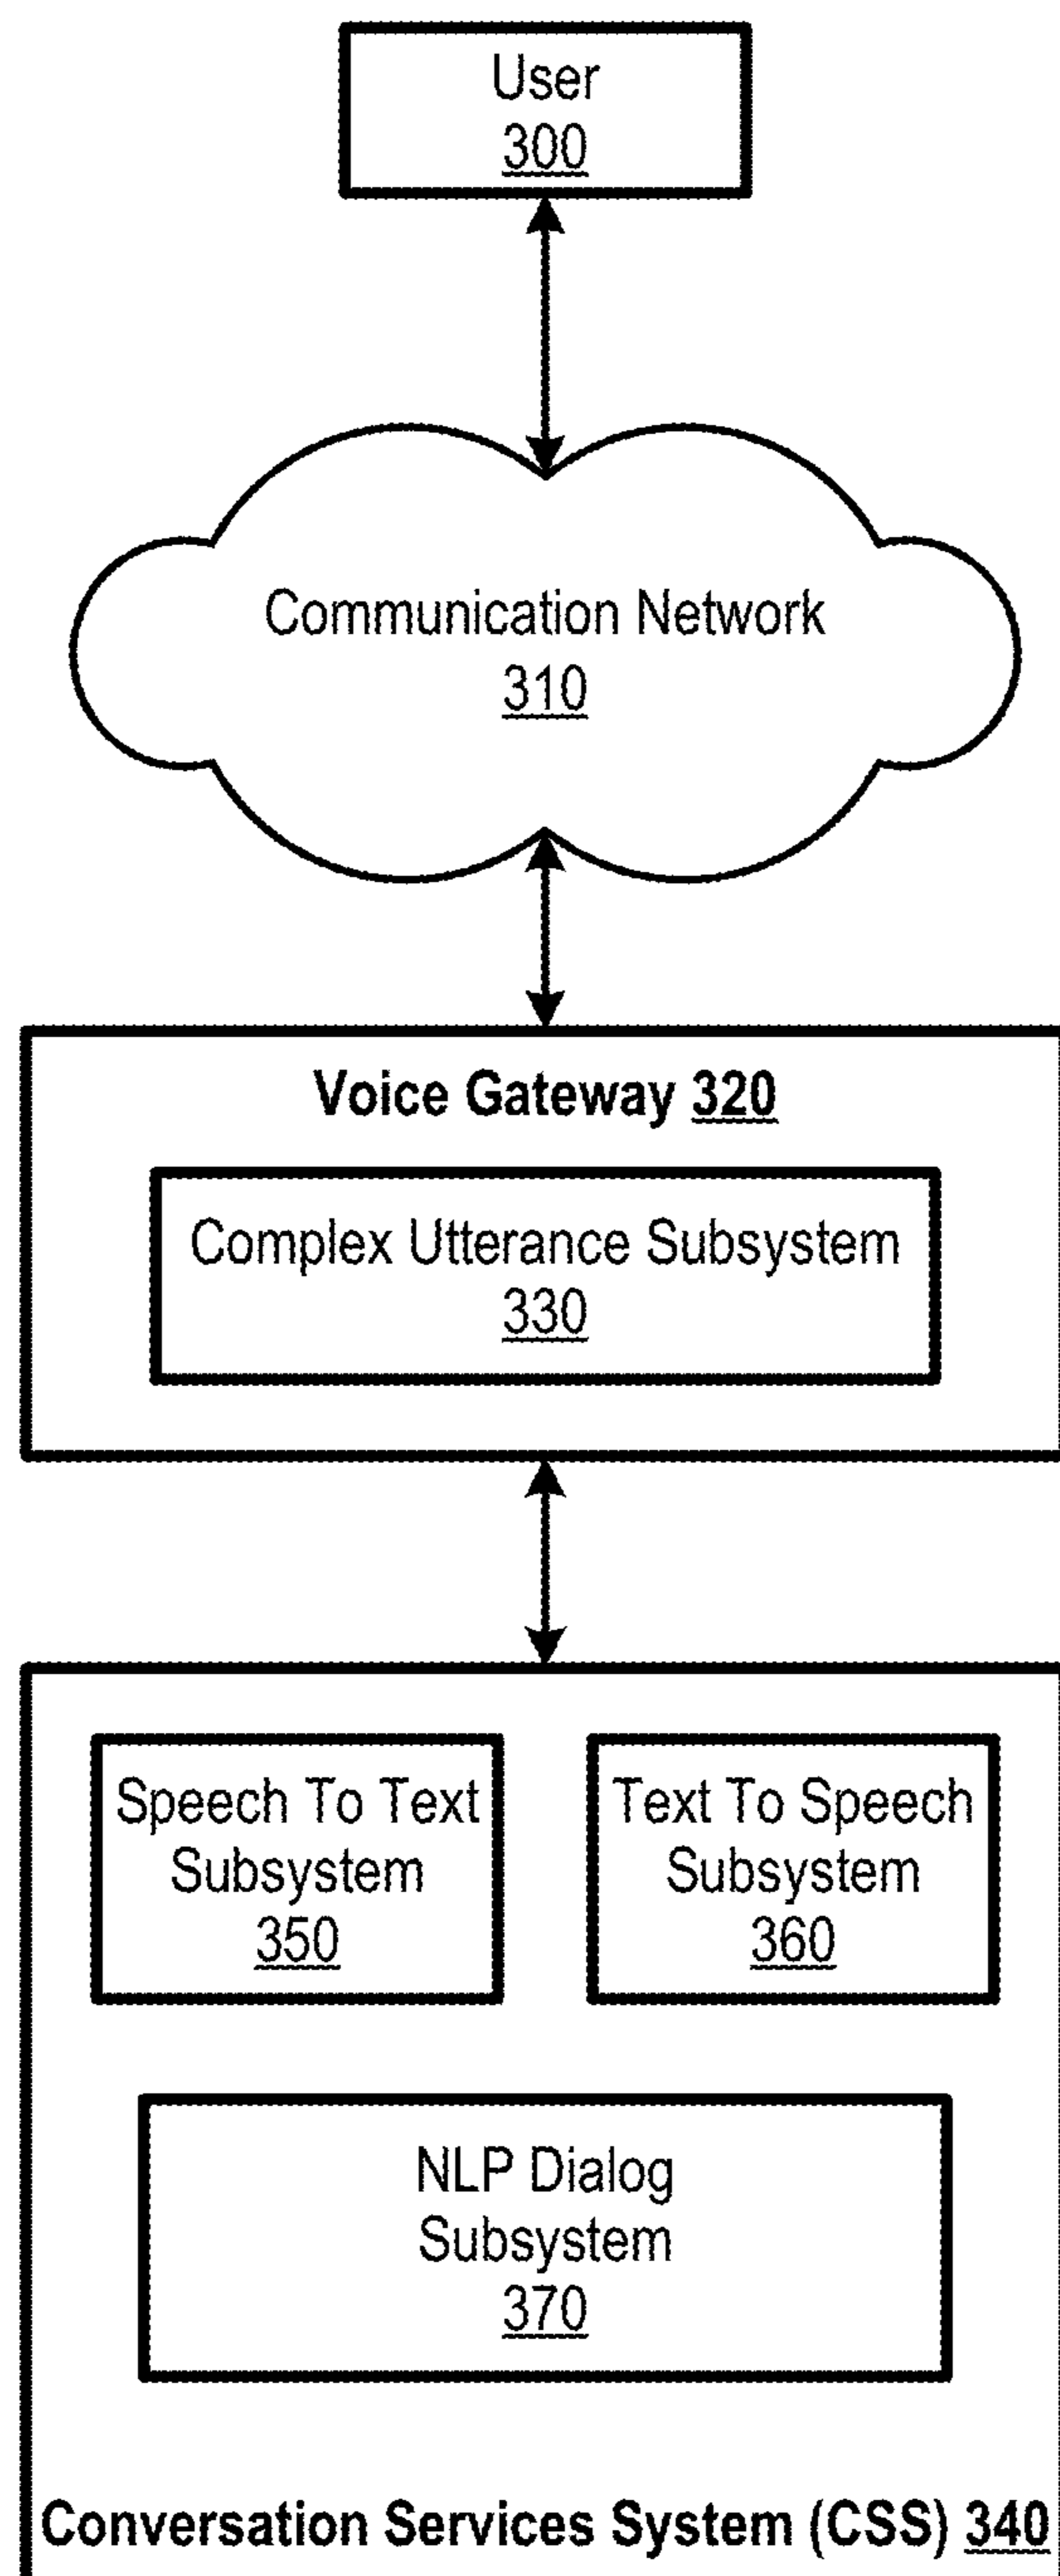 User
300
Communication Network
310
Voice Gateway 320
Complex Utterance Subsystem
330
Speech To Text
Subsystem
350
Text To Speech
Subsystem
360
NLP Dialog
Subsystem
370
Conversation Services System (CSS) 340